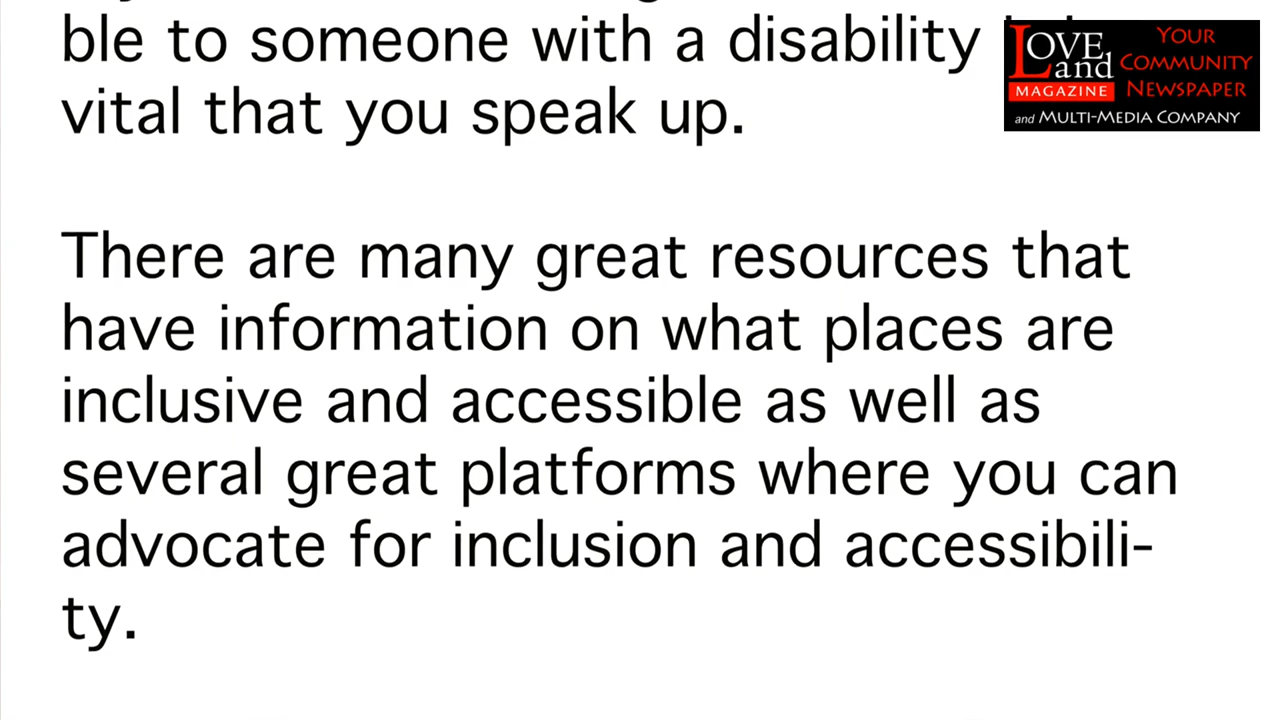 ble to someone with a disability
vital that you speak up.
There are many great resources that
have information on what places are
inclusive and accessible as well as
several great platforms where you can
advocate for inclusion and accessibili-
ty.
LOVE
and
MAGAZINE
YOUR
COMMUNITY
NEWSPAPER
and MULTI-MEDIA COMPANY